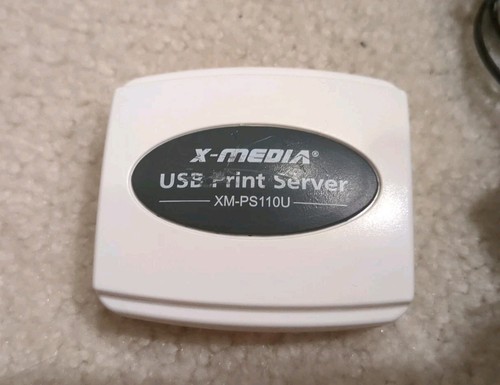 X-MEDIA®
USB Print Server
XM-PS110U